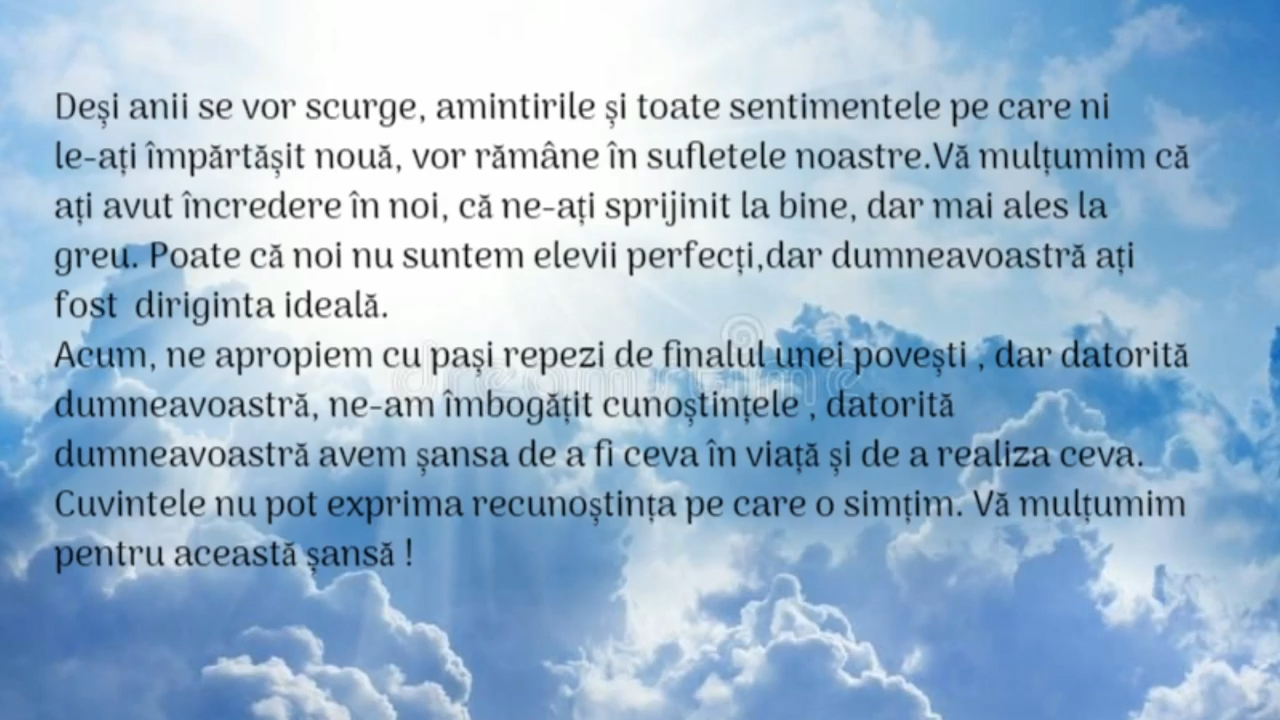 Deși anii se vor scurge, amintirile și toate sentimentele pe care ni
le-ați împărtășit nouă, vor rămâne în sufletele noastre.Vă mulțumim că
ați avut încredere în noi, că ne-ați sprijinit la bine, dar mai ales la
greu. Poate că noi nu suntem elevii perfecți,dar dumneavoastră ați
fost  diriginta ideală.
Acum, ne apropiem cu pași repezi de finalul unei povești , dar datorită
dumneavoastră, ne-am îmbogățit cunoștințele , datorită
dumneavoastră avem șansa de a fi ceva în viață și de a realiza ceva.
Cuvintele nu pot exprima recunoștința pe care o simțim. Vă mulțumim
pentru această șansă !
dreamstime